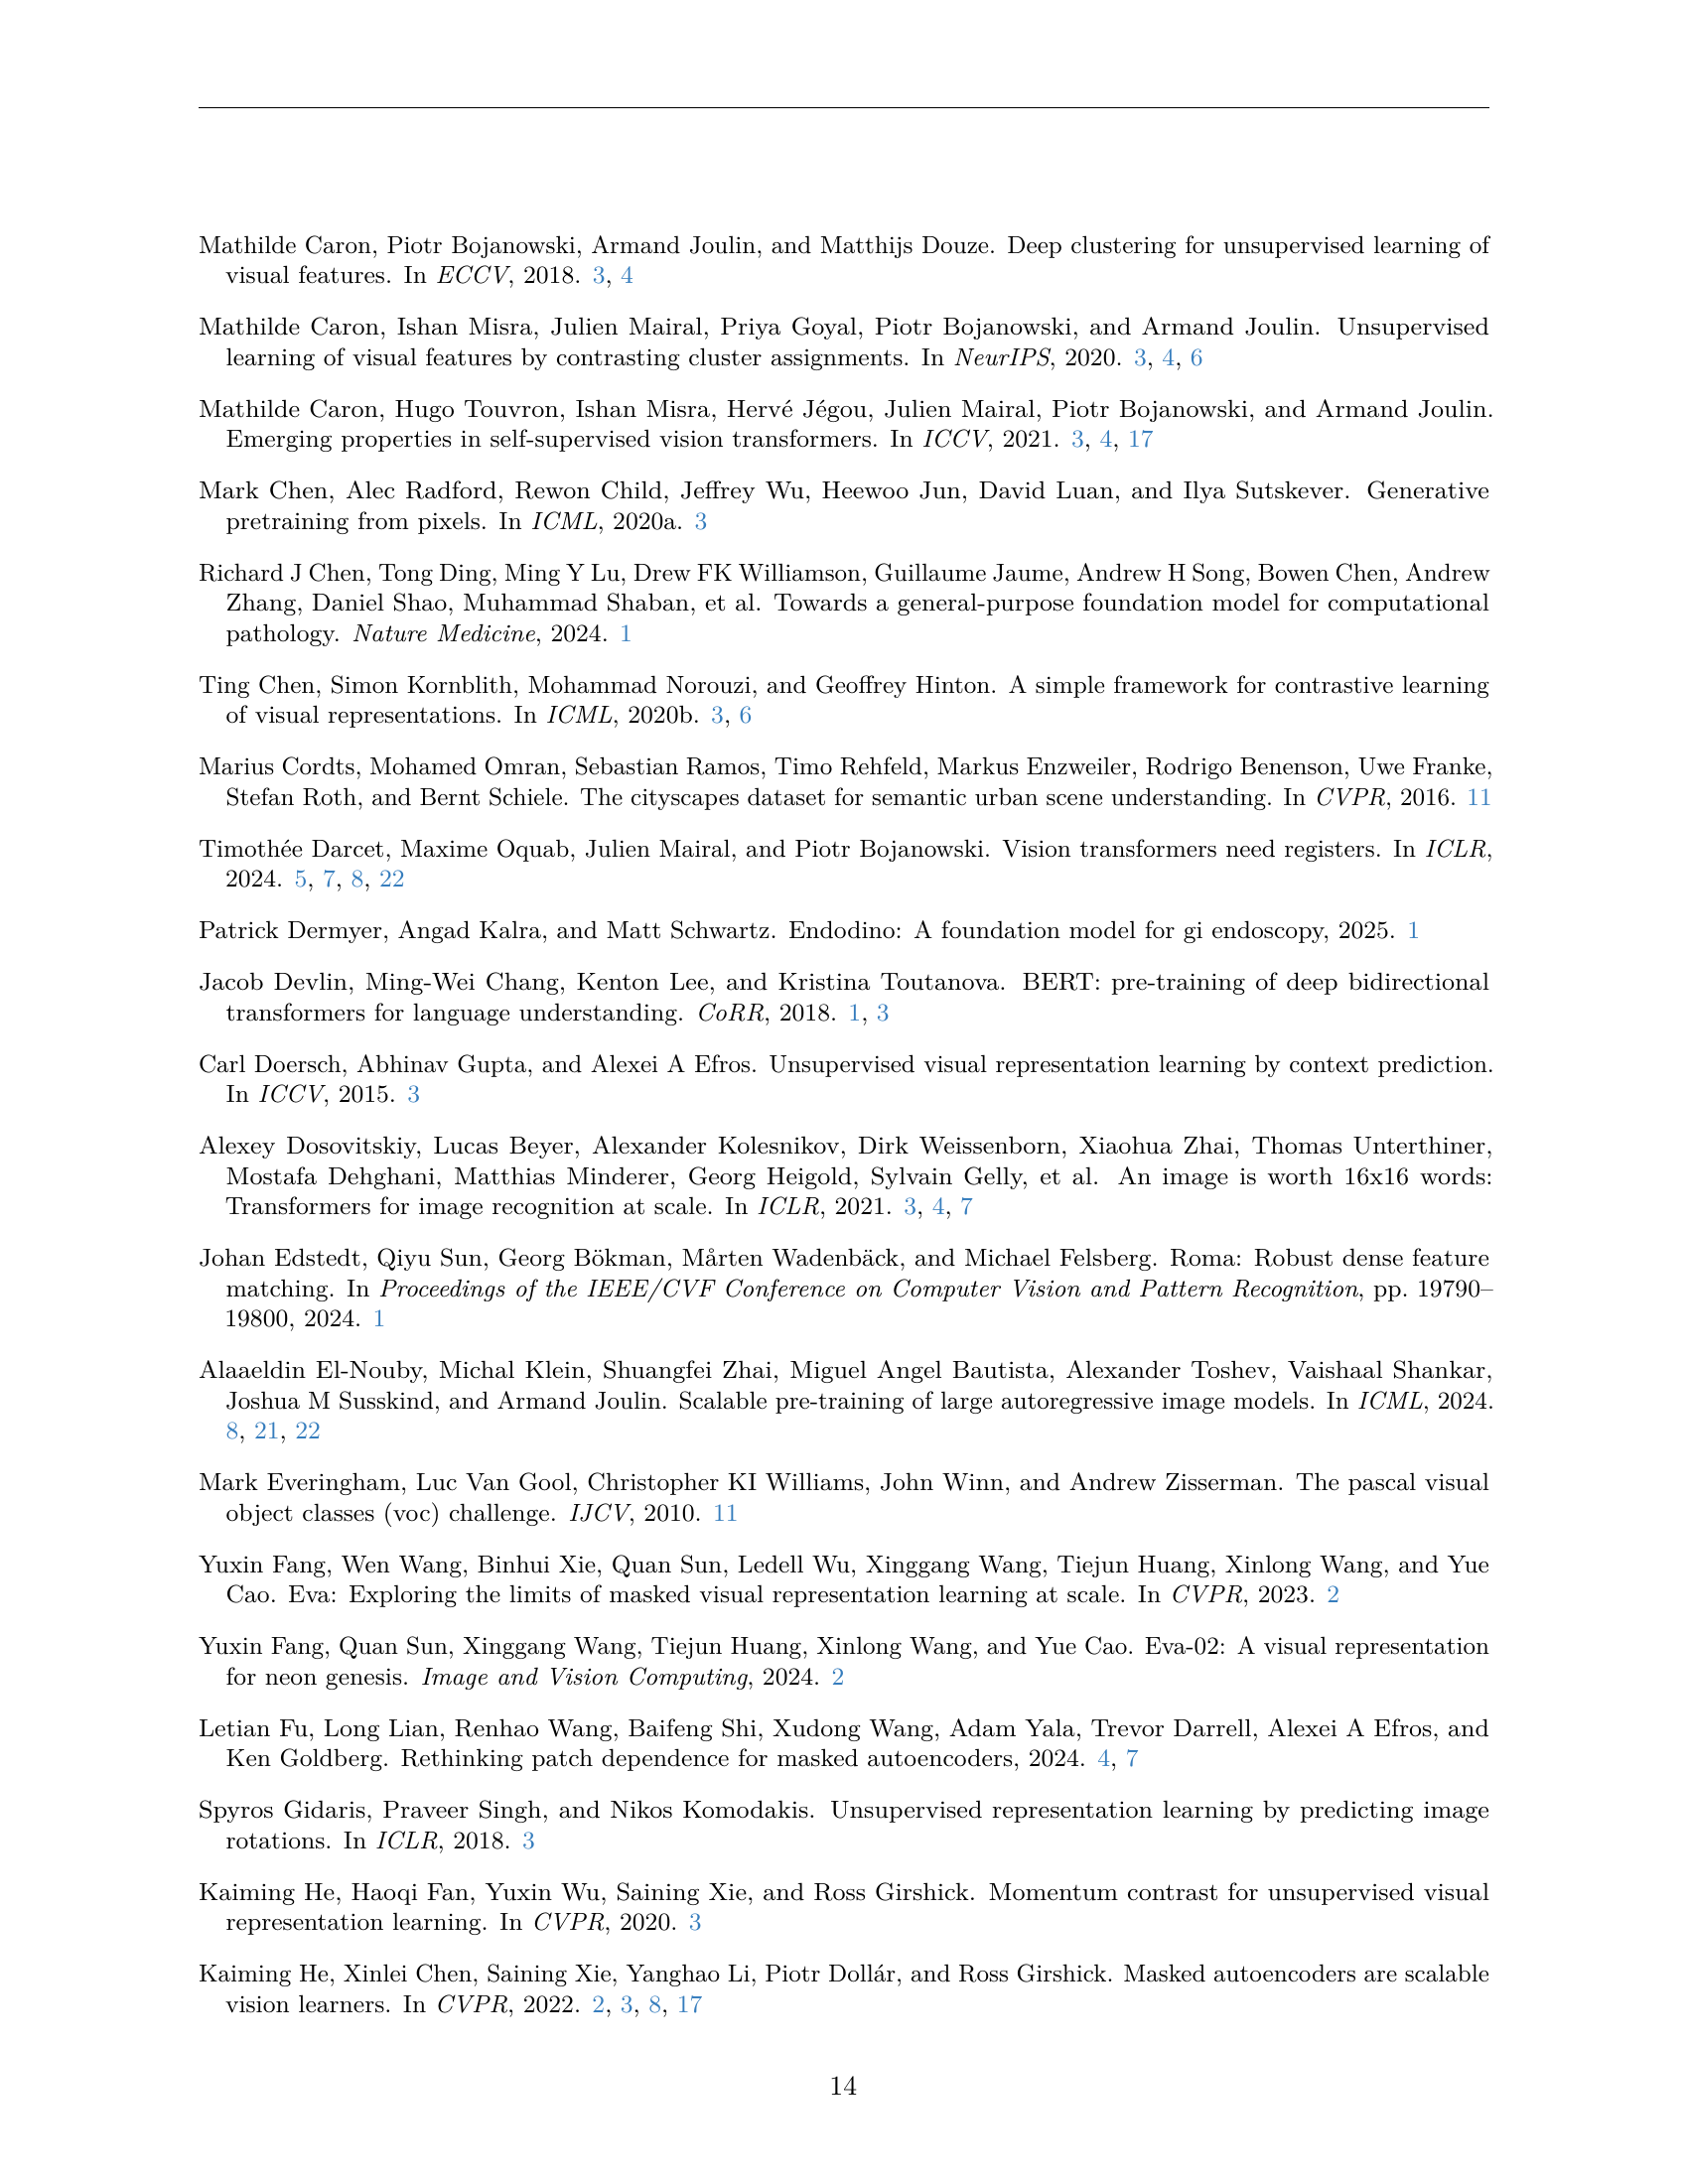 Mathilde Caron, Piotr Bojanowski, Armand Joulin, and Matthijs Douze. Deep clustering for unsupervised learning of
visual features. In ECCV, 2018. 3, 4
Mathilde Caron, Ishan Misra, Julien Mairal, Priya Goyal, Piotr Bojanowski, and Armand Joulin. Unsupervised
learning of visual features by contrasting cluster assignments. In NeurIPS, 2020. 3, 4, 6
Mathilde Caron, Hugo Touvron, Ishan Misra, Hervé Jégou, Julien Mairal, Piotr Bojanowski, and Armand Joulin.
Emerging properties in self-supervised vision transformers. In ICCV, 2021. 3, 4, 17
Mark Chen, Alec Radford, Rewon Child, Jeffrey Wu, Heewoo Jun, David Luan, and Ilya Sutskever. Generative
pretraining from pixels. In ICML, 2020a. 3
Richard J Chen, Tong Ding, Ming Y Lu, Drew FK Williamson, Guillaume Jaume, Andrew H Song, Bowen Chen, Andrew
Zhang, Daniel Shao, Muhammad Shaban, et al. Towards a general-purpose foundation model for computational
pathology. Nature Medicine, 2024. 1
Ting Chen, Simon Kornblith, Mohammad Norouzi, and Geoffrey Hinton. A simple framework for contrastive learning
of visual representations. In ICML, 2020b. 3, 6
Marius Cordts, Mohamed Omran, Sebastian Ramos, Timo Rehfeld, Markus Enzweiler, Rodrigo Benenson, Uwe Franke,
Stefan Roth, and Bernt Schiele. The cityscapes dataset for semantic urban scene understanding. In CVPR, 2016. 11
Timothée Darcet, Maxime Oquab, Julien Mairal, and Piotr Bojanowski. Vision transformers need registers. In ICLR,
2024. 5, 7, 8, 22
Patrick Dermyer, Angad Kalra, and Matt Schwartz. Endodino: A foundation model for gi endoscopy, 2025. 1
Jacob Devlin, Ming-Wei Chang, Kenton Lee, and Kristina Toutanova. BERT: pre-training of deep bidirectional
transformers for language understanding. CoRR, 2018. 1, 3
Carl Doersch, Abhinav Gupta, and Alexei A Efros. Unsupervised visual representation learning by context prediction.
In ICCV, 2015. 3
Alexey Dosovitskiy, Lucas Beyer, Alexander Kolesnikov, Dirk Weissenborn, Xiaohua Zhai, Thomas Unterthiner,
Mostafa Dehghani, Matthias Minderer, Georg Heigold, Sylvain Gelly, et al. An image is worth 16x16 words:
Transformers for image recognition at scale. In ICLR, 2021. 3, 4, 7
Johan Edstedt, Qiyu Sun, Georg Bökman, Mårten Wadenbäck, and Michael Felsberg. Roma: Robust dense feature
matching. In Proceedings of the IEEE/CVF Conference on Computer Vision and Pattern Recognition, pp. 19790–
19800, 2024. 1
Alaaeldin El-Nouby, Michal Klein, Shuangfei Zhai, Miguel Angel Bautista, Alexander Toshev, Vaishaal Shankar,
Joshua M Susskind, and Armand Joulin. Scalable pre-training of large autoregressive image models. In ICML, 2024.
8, 21, 22
Mark Everingham, Luc Van Gool, Christopher KI Williams, John Winn, and Andrew Zisserman. The pascal visual
object classes (voc) challenge. IJCV, 2010. 11
Yuxin Fang, Wen Wang, Binhui Xie, Quan Sun, Ledell Wu, Xinggang Wang, Tiejun Huang, Xinlong Wang, and Yue
Cao. Eva: Exploring the limits of masked visual representation learning at scale. In CVPR, 2023. 2
Yuxin Fang, Quan Sun, Xinggang Wang, Tiejun Huang, Xinlong Wang, and Yue Cao. Eva-02: A visual representation
for neon genesis. Image and Vision Computing, 2024. 2
Letian Fu, Long Lian, Renhao Wang, Baifeng Shi, Xudong Wang, Adam Yala, Trevor Darrell, Alexei A Efros, and
Ken Goldberg. Rethinking patch dependence for masked autoencoders, 2024. 4, 7
Spyros Gidaris, Praveer Singh, and Nikos Komodakis. Unsupervised representation learning by predicting image
rotations. In ICLR, 2018. 3
Kaiming He, Haoqi Fan, Yuxin Wu, Saining Xie, and Ross Girshick. Momentum contrast for unsupervised visual
representation learning. In CVPR, 2020. 3
Kaiming He, Xinlei Chen, Saining Xie, Yanghao Li, Piotr Dollár, and Ross Girshick. Masked autoencoders are scalable
vision learners. In CVPR, 2022. 2, 3, 8, 17
14